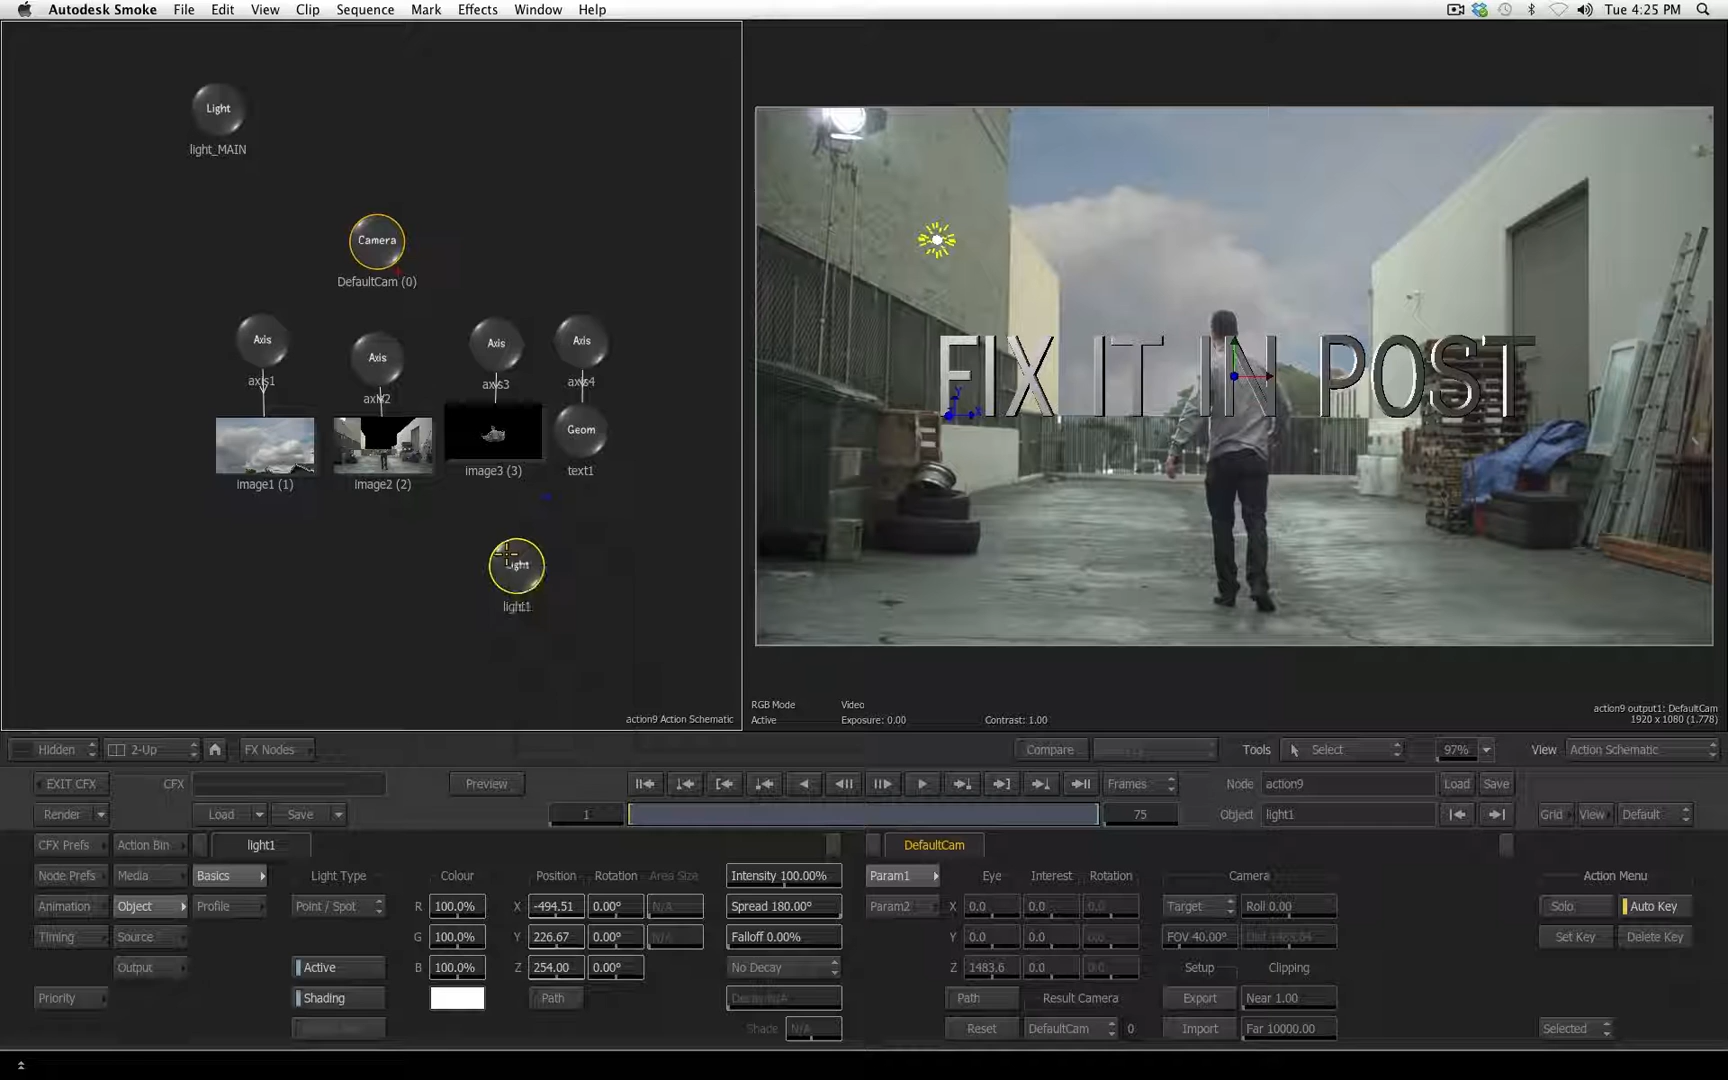 Autodesk Smoke File Edit View Clip Sequence Mark Effects Window Help Tue 4:25 PM
Light
light_MAIN
Camera
DefaultCam (0)
Axis Axis Axis Axis
axis1 axis2 axis3 axis4
Geom
image1 (1) image2 (2) image3 (3) text1
Light
light1
FIX IT IN POST
RGB Mode Video
Active Exposure: 0.00 Contrast: 1.00
action9 Action Schematic
action9 output1: DefaultCam
1920 x 1080 (1.778)
Hidden 2-Up FX Nodes Compare Tools Select 97% View Action Schematic
EXIT CFX CFX Preview Frames Node action9 Load Save
Render Load Save 1 75 Object light1 Grid View Default
CFX Prefs Action Bin light1 DefaultCam
Node Prefs Media Basics Light Type Colour Position Rotation Area Size Intensity 100.00% Param1 Eye Interest Rotation Camera Action Menu
Animation Object Profile Point / Spot R 100.0% X -494.51 0.00° N/A Spread 180.00° Param2 X 0.0 0.0 0.0 Target Roll 0.00 Solo Auto Key
Timing Source G 100.0% Y 226.67 0.00° N/A Falloff 0.00% Y 0.0 0.0 0.0 FOV 40.00° Set Key Delete Key
Output Active B 100.0% Z 254.00 0.00° No Decay Z 1483.6 0.0 0.0 Setup Clipping
Priority Shading Path Decay N/A Path Result Camera Export Near 1.00
Shade N/A Reset DefaultCam 0 Import Far 10000.00 Selected